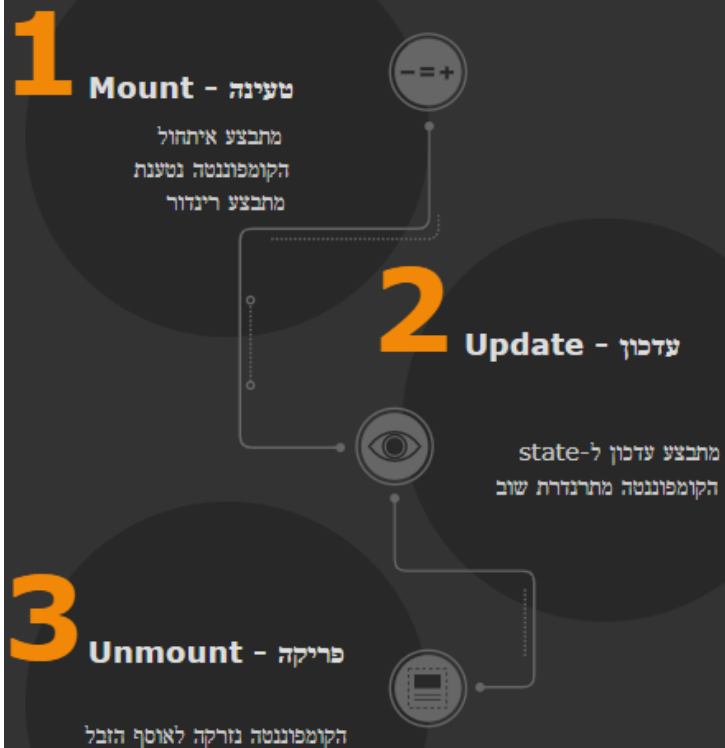 1
טעינה - Mount
מתבצע איתחול
הקומפוננטה נטענת
מתבצע רינדור
2
עדכון - Update
מתבצע עדכון ל-state
הקומפוננטה מתרנדרת שוב
3
פריקה - Unmount
הקומפוננטה נזרקה לאוסף הזבל